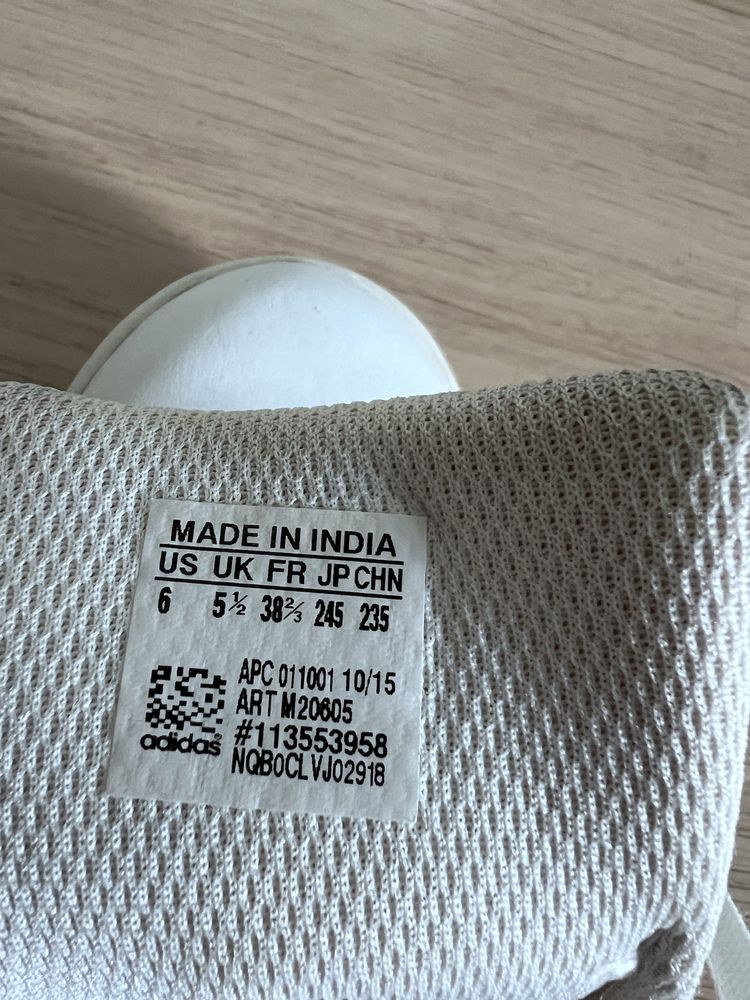 MADE IN INDIA
US UK FR JP CHN
6 5½ 38⅔ 245 235
APC 011001 10/15
ART M20605
#113553958
adidas®
NQB0CLVJ02918